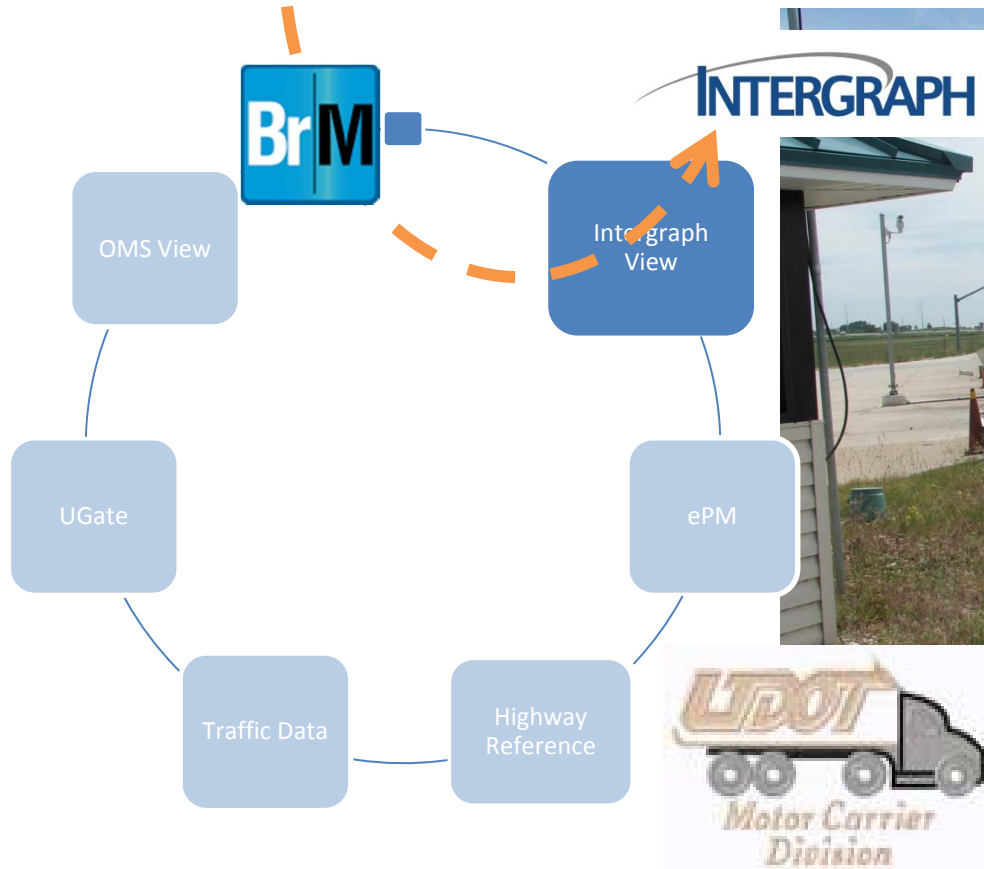 BrM
INTERGRAPH
OMS View
Intergraph
View
UGate
ePM
Traffic Data
Highway
Reference
UDOT
Motor Carrier
Division